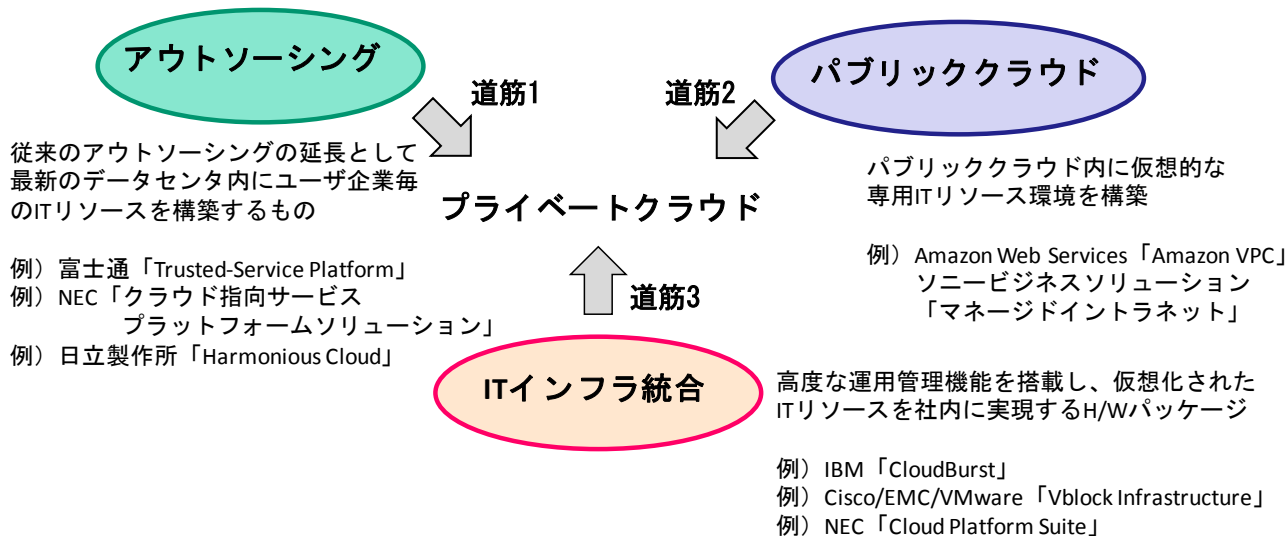 アウトソーシング
道筋1
従来のアウトソーシングの延長として
最新のデータセンタ内にユーザ企業毎
のITリソースを構築するもの
例）富士通「Trusted-Service Platform」
例）NEC「クラウド指向サービス
プラットフォームソリューション」
例）日立製作所「Harmonious Cloud」
パブリッククラウド
道筋2
パブリッククラウド内に仮想的な
専用ITリソース環境を構築
例）Amazon Web Services「Amazon VPC」
ソニービジネスソリューション
「マネージドイントラネット」
プライベートクラウド
道筋3
ITインフラ統合
高度な運用管理機能を搭載し、仮想化された
ITリソースを社内に実現するH/Wパッケージ
例）IBM「CloudBurst」
例）Cisco/EMC/VMware「Vblock Infrastructure」
例）NEC「Cloud Platform Suite」